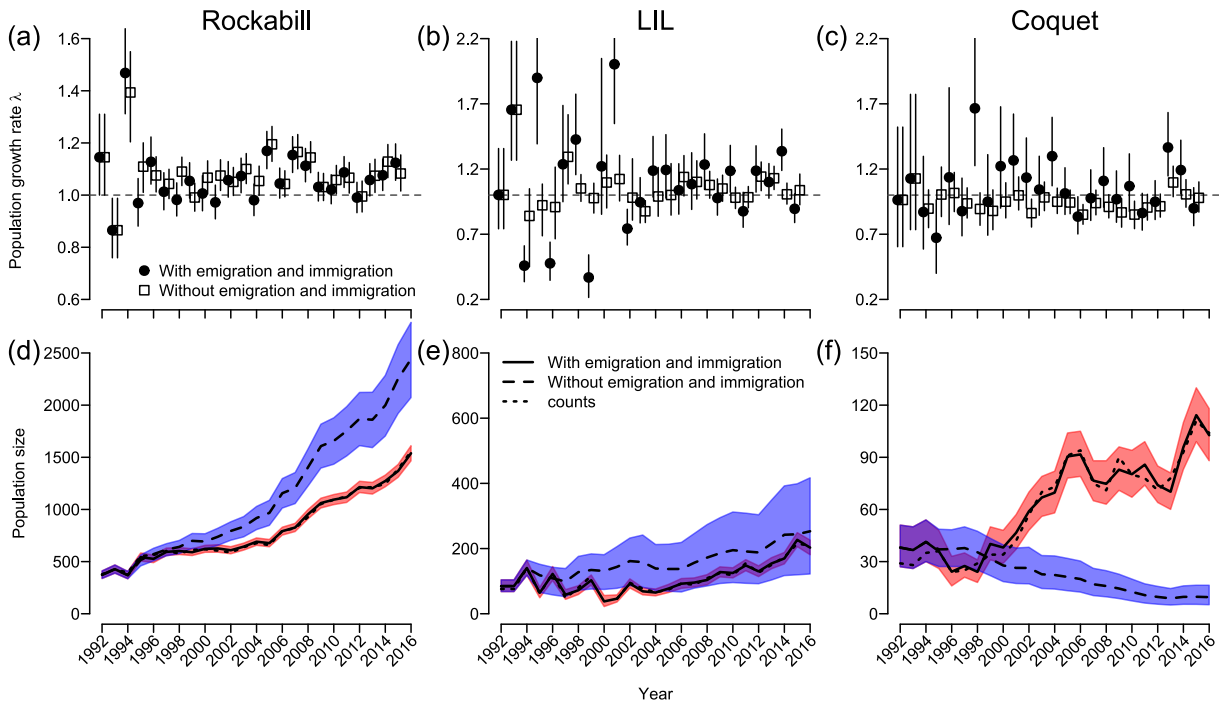 Rockabill
LIL
Coquet
(a)
(b)
(c)
Population growth rate λ
1.6
1.4
1.2
1.0
0.8
0.6
2.2
1.7
1.2
0.7
0.2
2.2
1.7
1.2
0.7
0.2
With emigration and immigration
Without emigration and immigration
(d)
(e)
(f)
Population size
2500
2000
1500
1000
500
0
800
600
400
200
0
150
120
90
60
30
0
With emigration and immigration
Without emigration and immigration
counts
1992 1994 1996 1998 2000 2002 2004 2006 2008 2010 2012 2014 2016
1992 1994 1996 1998 2000 2002 2004 2006 2008 2010 2012 2014 2016
1992 1994 1996 1998 2000 2002 2004 2006 2008 2010 2012 2014 2016
Year